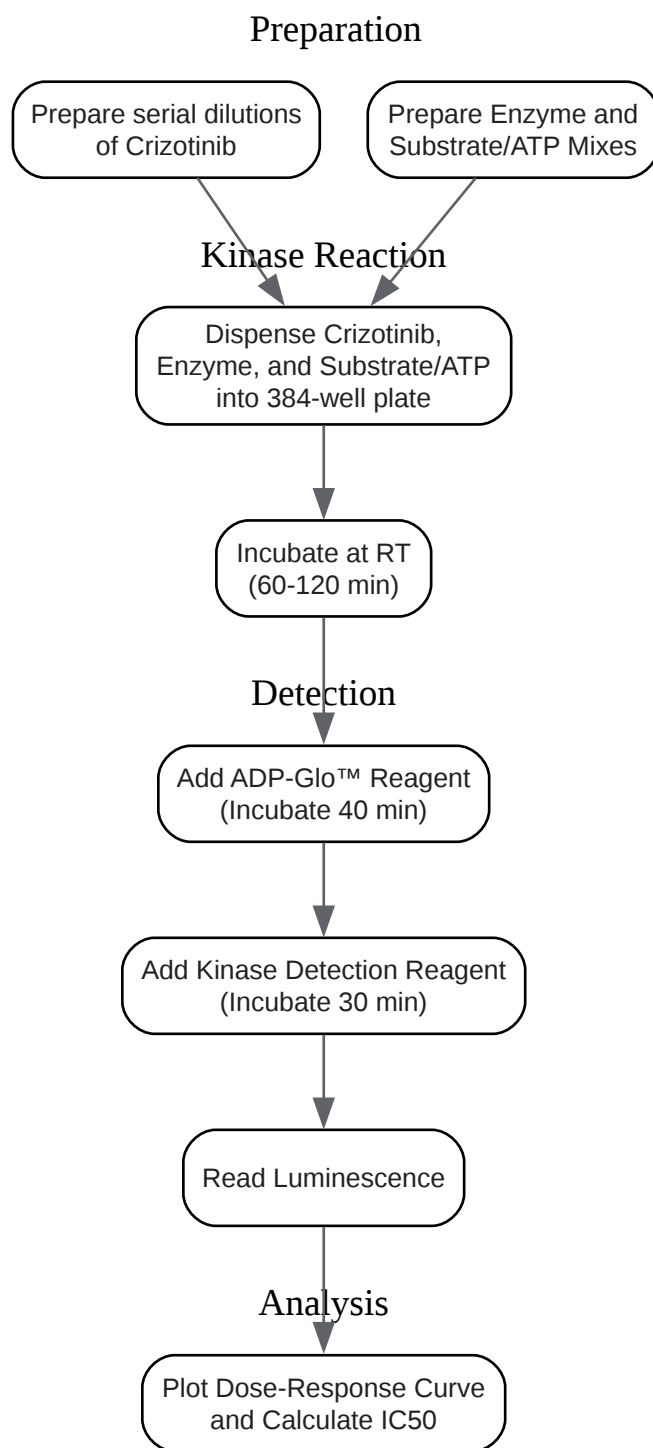 Preparation
Prepare serial dilutions
of Crizotinib
Prepare Enzyme and
Substrate/ATP Mixes
Kinase Reaction
Dispense Crizotinib,
Enzyme, and Substrate/ATP
into 384-well plate
Incubate at RT
(60-120 min)
Detection
Add ADP-Glo™ Reagent
(Incubate 40 min)
Add Kinase Detection Reagent
(Incubate 30 min)
Read Luminescence
Analysis
Plot Dose-Response Curve
and Calculate IC50